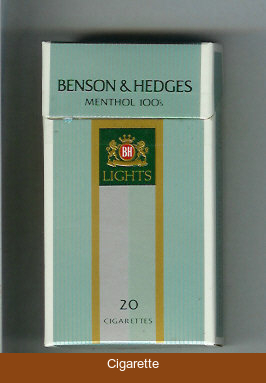 BENSON & HEDGES
MENTHOL 100's
BH
LIGHTS
20
CIGARETTES
Cigarette